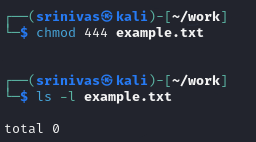 ┌──(srinivas㉿kali)-[~/work]
└─$ chmod 444 example.txt
┌──(srinivas㉿kali)-[~/work]
└─$ ls -l example.txt
total 0